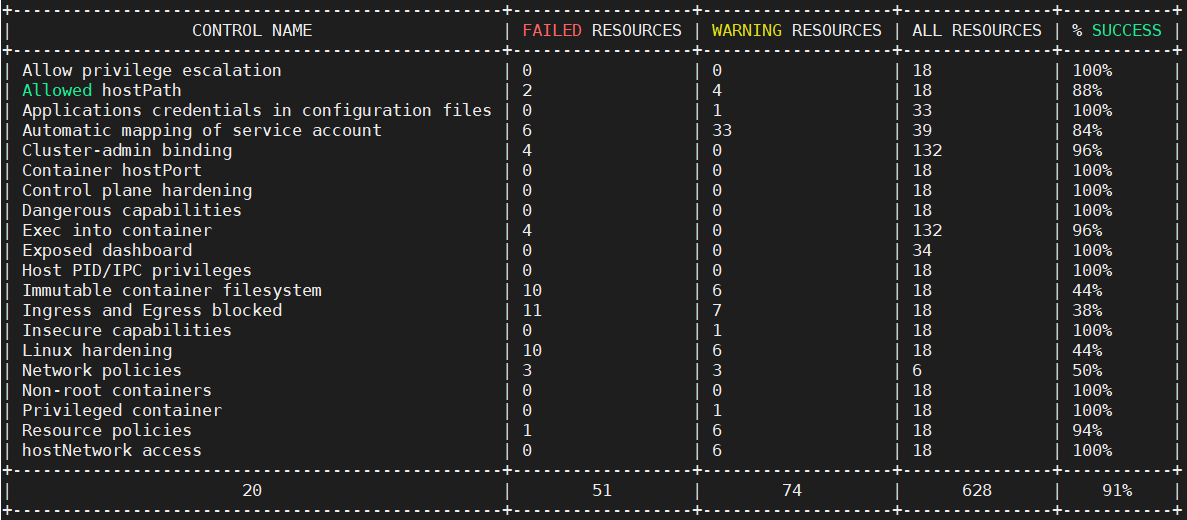 +-------------------------------------------------+------------------+-------------------+---------------+-----------+
| CONTROL NAME | FAILED RESOURCES | WARNING RESOURCES | ALL RESOURCES | % SUCCESS |
+-------------------------------------------------+------------------+-------------------+---------------+-----------+
| Allow privilege escalation | 0 | 0 | 18 | 100% |
| Allowed hostPath | 2 | 4 | 18 | 88% |
| Applications credentials in configuration files | 0 | 1 | 33 | 100% |
| Automatic mapping of service account | 6 | 33 | 39 | 84% |
| Cluster-admin binding | 4 | 0 | 132 | 96% |
| Container hostPort | 0 | 0 | 18 | 100% |
| Control plane hardening | 0 | 0 | 18 | 100% |
| Dangerous capabilities | 0 | 0 | 18 | 100% |
| Exec into container | 4 | 0 | 132 | 96% |
| Exposed dashboard | 0 | 0 | 34 | 100% |
| Host PID/IPC privileges | 0 | 0 | 18 | 100% |
| Immutable container filesystem | 10 | 6 | 18 | 44% |
| Ingress and Egress blocked | 11 | 7 | 18 | 38% |
| Insecure capabilities | 0 | 1 | 18 | 100% |
| Linux hardening | 10 | 6 | 18 | 44% |
| Network policies | 3 | 3 | 6 | 50% |
| Non-root containers | 0 | 0 | 18 | 100% |
| Privileged container | 0 | 1 | 18 | 100% |
| Resource policies | 1 | 6 | 18 | 94% |
| hostNetwork access | 0 | 6 | 18 | 100% |
+-------------------------------------------------+------------------+-------------------+---------------+-----------+
| 20 | 51 | 74 | 628 | 91% |
+-------------------------------------------------+------------------+-------------------+---------------+-----------+